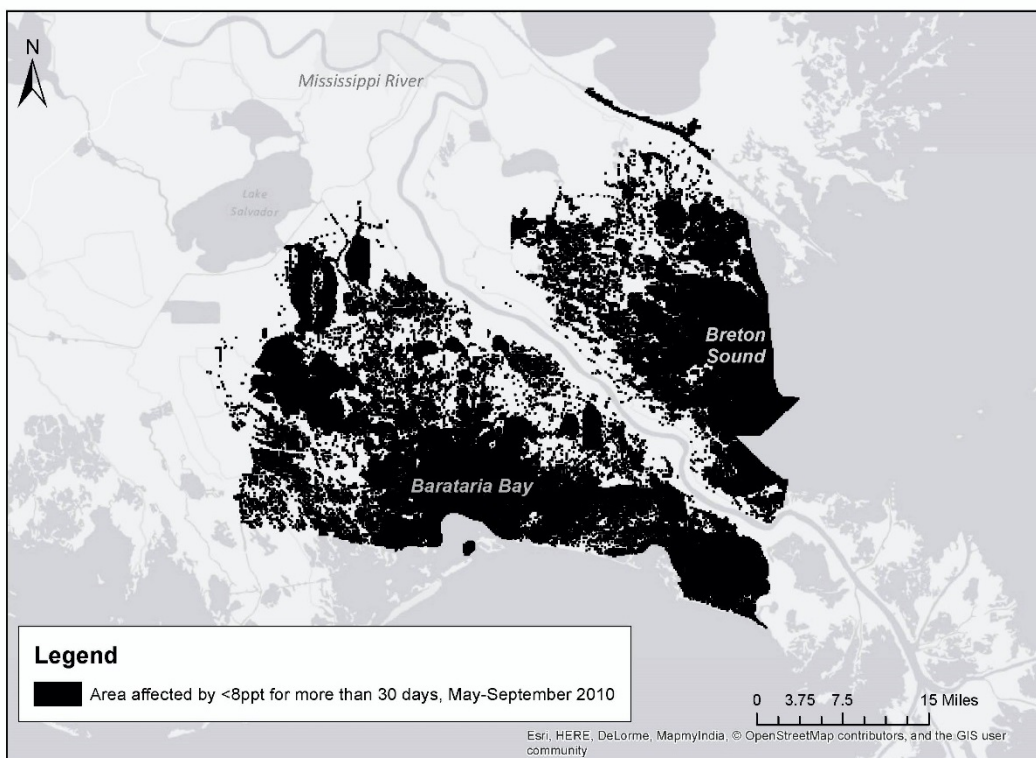 N
Mississippi River
Lake
Salvador
Breton
Sound
Barataria Bay
Legend
Area affected by <8ppt for more than 30 days, May-September 2010
0 3.75 7.5 15 Miles
Esri, HERE, DeLorme, MapmyIndia, © OpenStreetMap contributors, and the GIS user
community